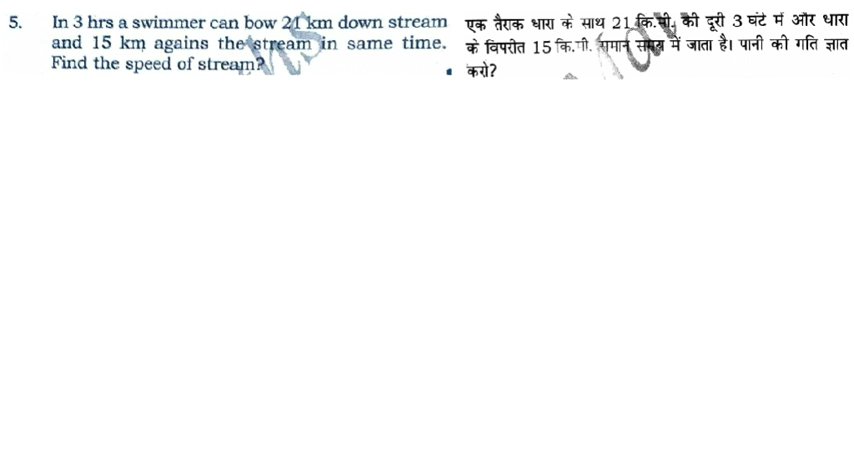 5. In 3 hrs a swimmer can bow 21 km down stream
and 15 km agains the stream in same time.
Find the speed of stream?
एक तैराक धारा के साथ 21 कि.मी. की दूरी 3 घंटे में और धारा
के विपरीत 15 कि.मी. समान समय में जाता है। पानी की गति ज्ञात
करो?